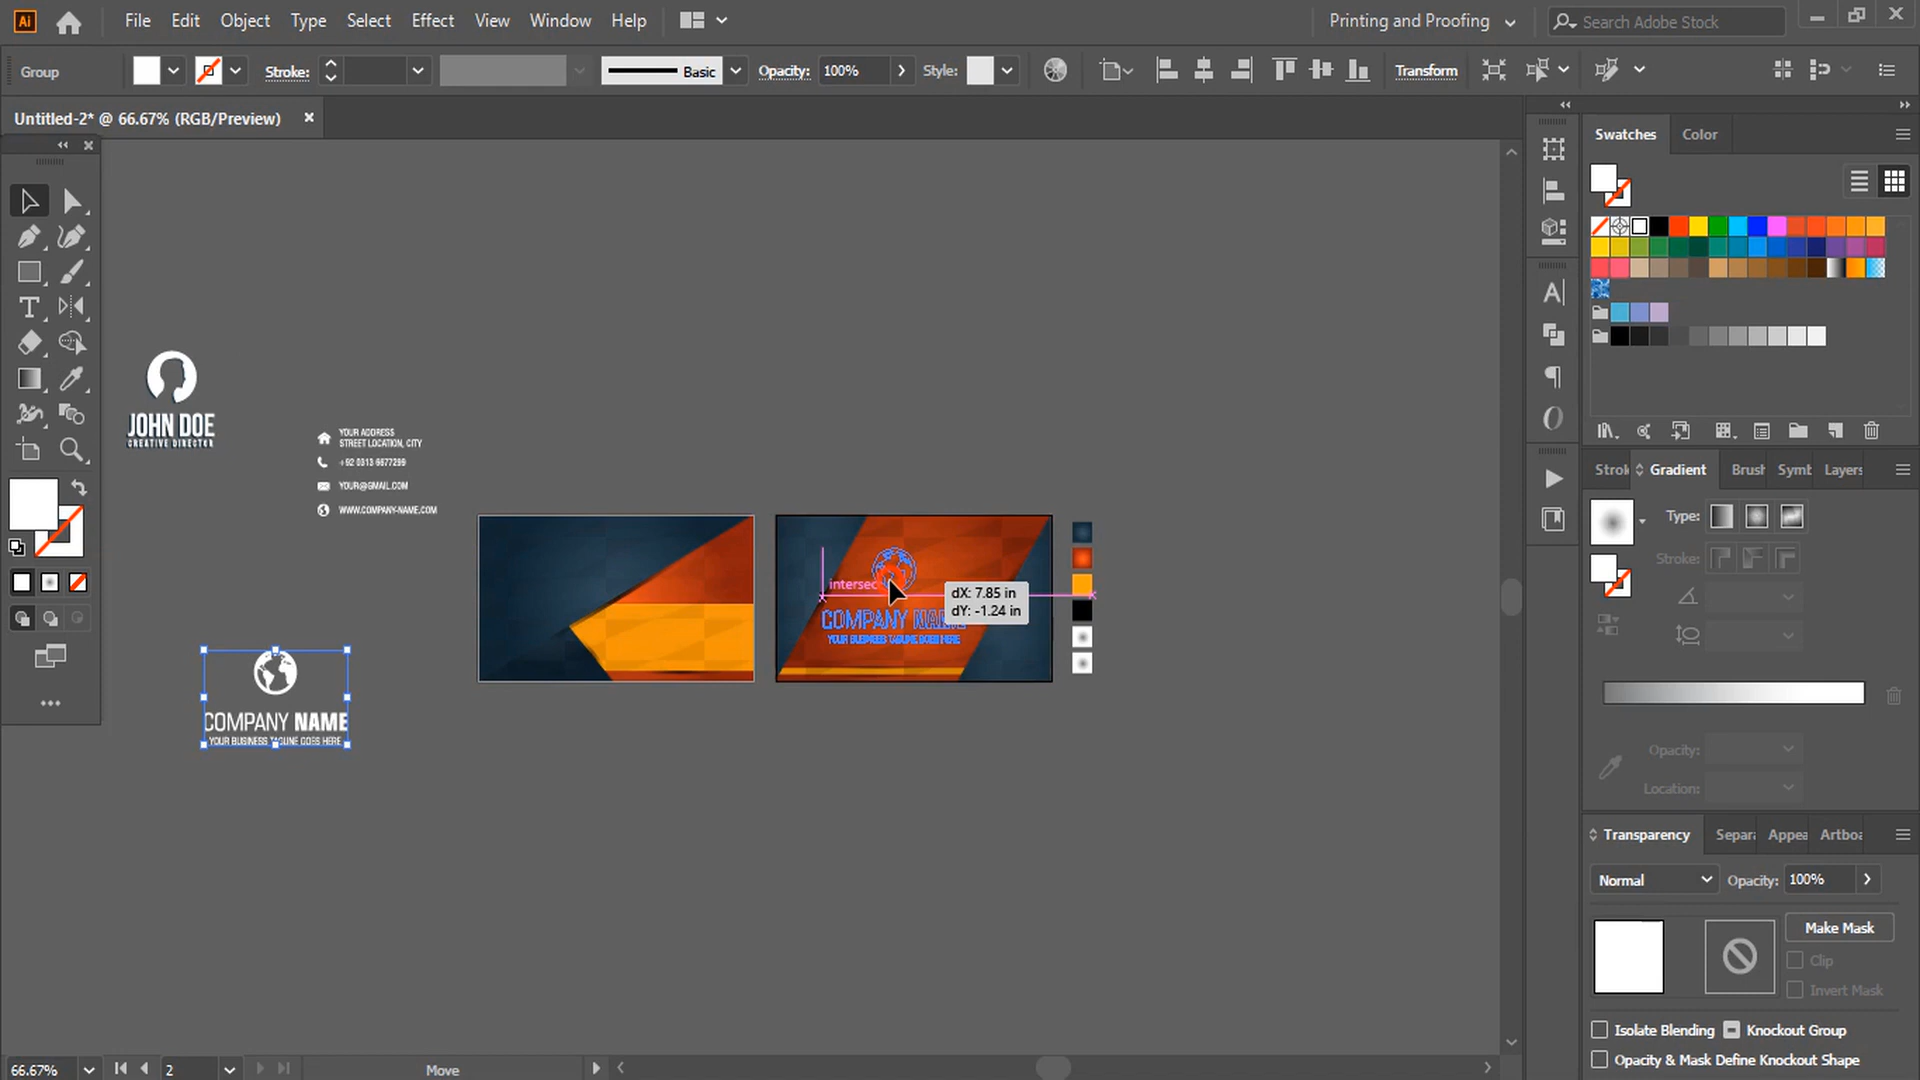 Ai File Edit Object Type Select Effect View Window Help Printing and Proofing Search Adobe Stock
Group Stroke: Basic Opacity: 100% Style: Transform
Untitled-2* @ 66.67% (RGB/Preview)
Swatches Color
JOHN DOE
CREATIVE DIRECTOR
YOUR ADDRESS
STREET LOCATION, CITY
+92 0313 6677299
YOUR@GMAIL.COM
WWW.COMPANY-NAME.COM
Strok Gradient Brush Symb Layers
Type:
Stroke:
intersec
dX: 7.85 in
dY: -1.24 in
COMPANY NAME
YOUR BUSINESS TAGLINE GOES HERE
COMPANY NAME
YOUR BUSINESS TAGLINE GOES HERE
Opacity:
Location:
Transparency Separ Appea Artboa
Normal Opacity: 100%
Make Mask
Clip
Invert Mask
Isolate Blending Knockout Group
Opacity & Mask Define Knockout Shape
66.67% 2 Move